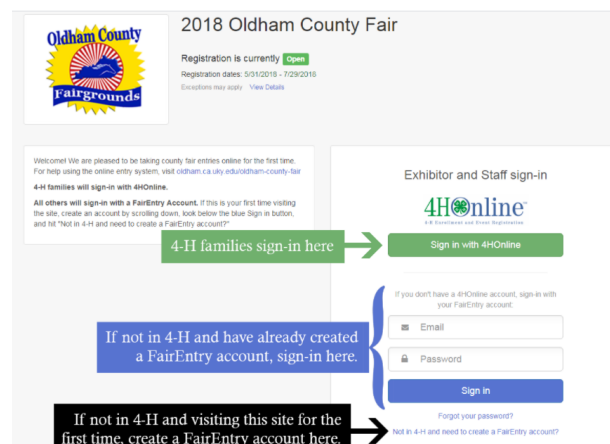 Oldham County
Fairgrounds
2018 Oldham County Fair
Registration is currently Open
Registration dates: 5/31/2018 - 7/29/2018
Exceptions may apply View Details
Welcome! We are pleased to be taking county fair entries online for the first time.
For help using the online entry system, visit oldham.ca.uky.edu/oldham-county-fair
4-H families will sign-in with 4HOnline.
All others will sign-in with a FairEntry Account. If this is your first time visiting
the site, create an account by scrolling down, look below the blue Sign in button,
and hit "Not in 4-H and need to create a FairEntry account?"
Exhibitor and Staff sign-in
4HOnline
4-H Enrollment and Event Registration
4-H families sign-in here
Sign in with 4HOnline
If you don't have a 4HOnline account, sign-in with
your FairEntry account:
If not in 4-H and have already created
a FairEntry account, sign-in here.
Email
Password
Sign in
Forgot your password?
If not in 4-H and visiting this site for the
first time, create a FairEntry account here.
Not in 4-H and need to create a FairEntry account?